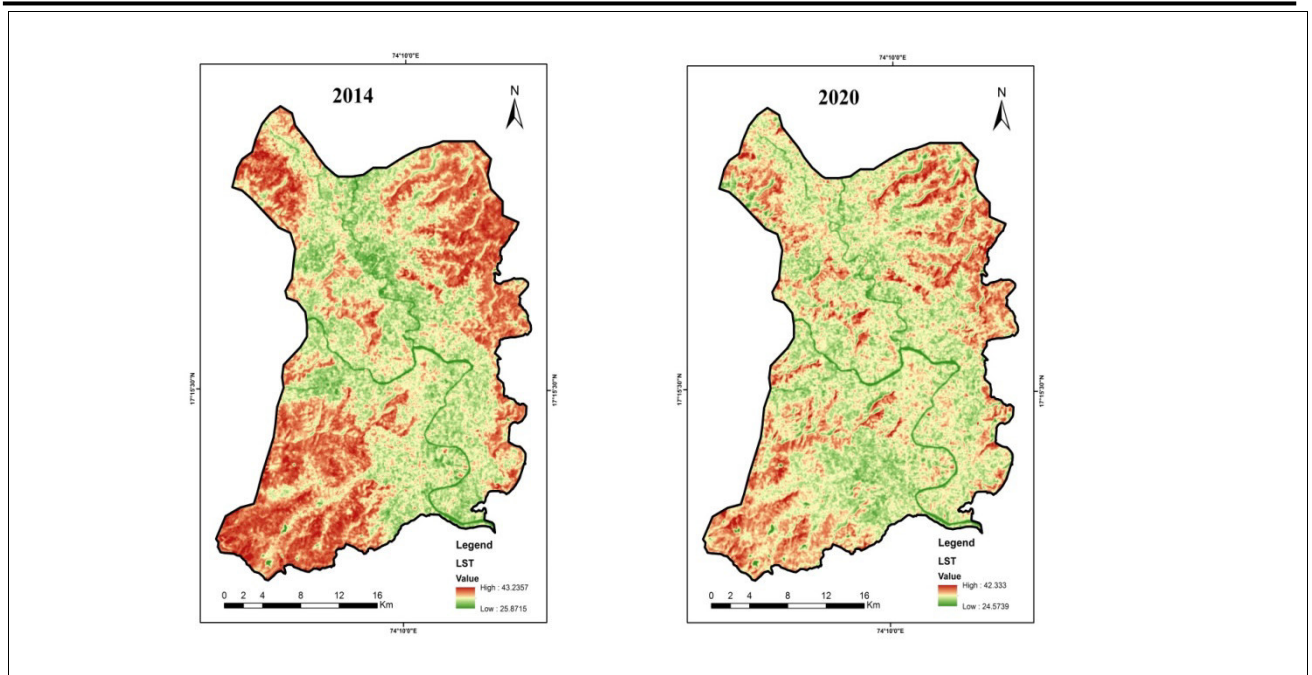 74°10'0"E
2014
N
17°15'30"N
17°15'30"N
Legend
LST
Value
High : 43.2357
Low : 25.8715
0 2 4 8 12 16
Km
74°10'0"E
74°10'0"E
2020
N
17°15'30"N
17°15'30"N
Legend
LST
Value
High : 42.333
Low : 24.5739
0 2 4 8 12 16
Km
74°10'0"E